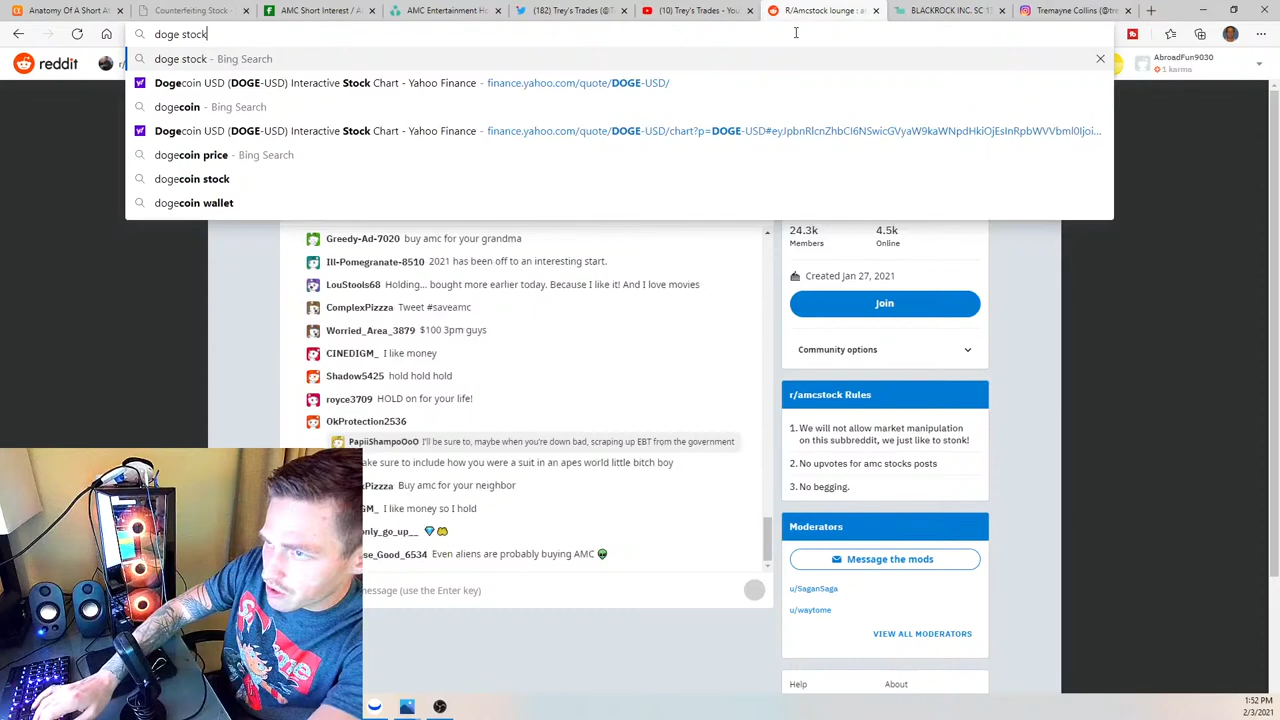 Counterfeiting Stock -
AMC Short Interest / A
AMC Entertainment Ho
(182) Trey's Trades (@T
(10) Trey's Trades - You
R/Amcstock lounge : a
BLACKROCK INC. SC 13
Tremayne Collins (@tre
doge stock
doge stock - Bing Search
Dogecoin USD (DOGE-USD) Interactive Stock Chart - Yahoo Finance - finance.yahoo.com/quote/DOGE-USD/
dogecoin - Bing Search
Dogecoin USD (DOGE-USD) Interactive Stock Chart - Yahoo Finance - finance.yahoo.com/quote/DOGE-USD/chart?p=DOGE-
dogecoin price - Bing Search
dogecoin stock
dogecoin wallet
reddit
AbroadFun9030
1 karma
Greedy-Ad-7020 buy amc for your grandma
Ill-Pomegranate-8510 2021 has been off to an interesting start.
LouStools68 Holding... bought more earlier today. Because I like it! And I love movies
ComplexPizzza Tweet #saveamc
Worried_Area_3879 $100 3pm guys
CINEDIGM_ I like money
Shadow5425 hold hold hold
royce3709 HOLD on for your life!
OkProtection2536
PapiiShampoOoO I'll be sure to, maybe when you're down bad, scraping up EBT from the government
ake sure to include how you were a suit in an apes world little bitch boy
Pizzza Buy amc for your neighbor
GM_ I like money so I hold
only_go_up__
se_Good_6534 Even aliens are probably buying AMC
message (use the Enter key)
24.3k 4.5k
Members Online
Created Jan 27, 2021
Join
Community options
r/amcstock Rules
1. We will not allow market manipulation
on this subreddit, we just like to stonk!
2. No upvotes for amc stocks posts
3. No begging.
Moderators
Message the mods
u/SaganSaga
u/waytome
VIEW ALL MODERATORS
Help About
1:52 PM
2/3/2021